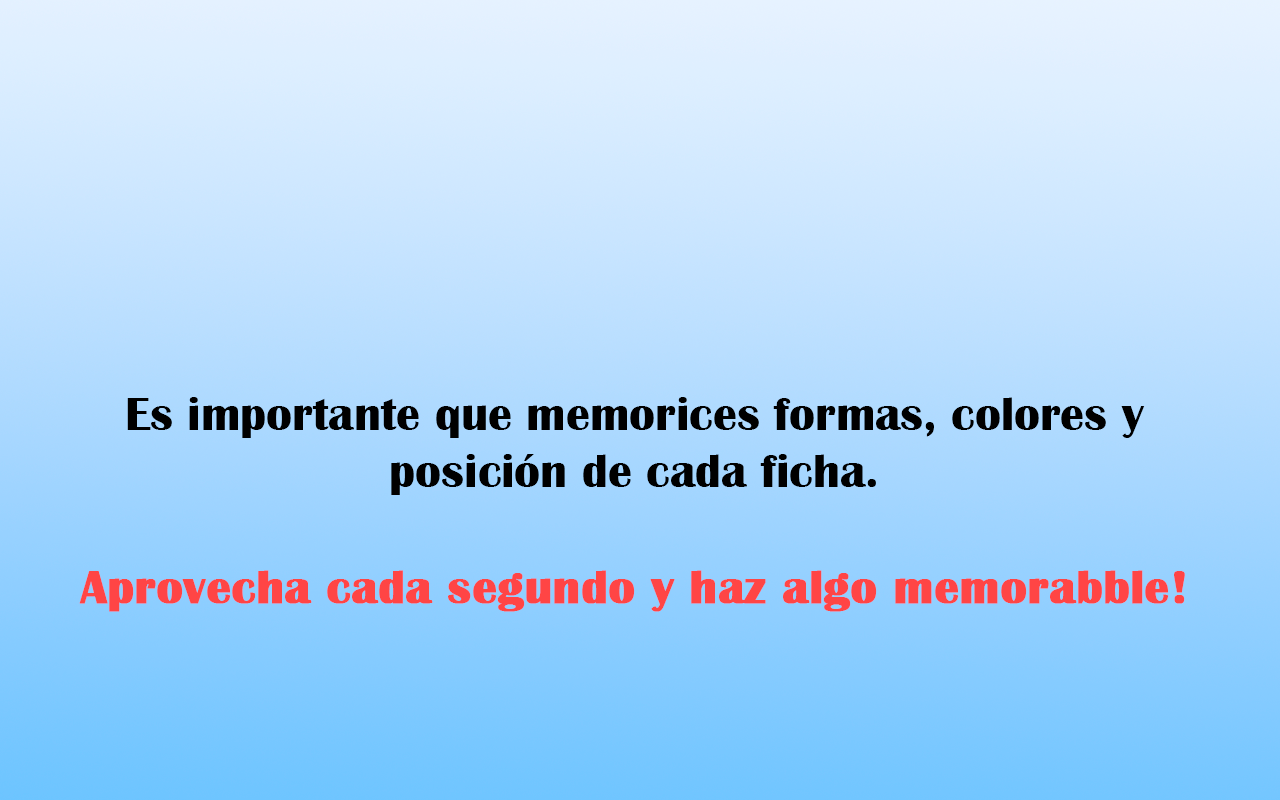 Es importante que memorices formas, colores y
posición de cada ficha.
Aprovecha cada segundo y haz algo memorabble!